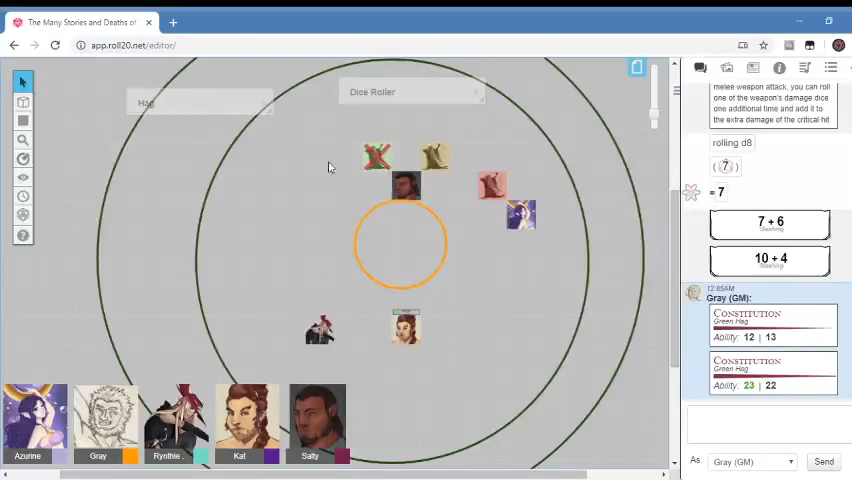 The Many Stories and Deaths of
app.roll20.net/editor/
Hag
Dice Roller
melee weapon attack, you can roll
one of the weapon's damage dice
one additional time and add it to
the extra damage of the critical hit
rolling d8
( 7 )
= 7
7 + 6
Slashing
10 + 4
Slashing
12:05AM
Gray (GM):
CONSTITUTION
Green Hag
Ability: 12 | 13
CONSTITUTION
Green Hag
Ability: 23 | 22
Azurine
Gray
Rynthie .
Kat
Salty
As:
Gray (GM)
Send